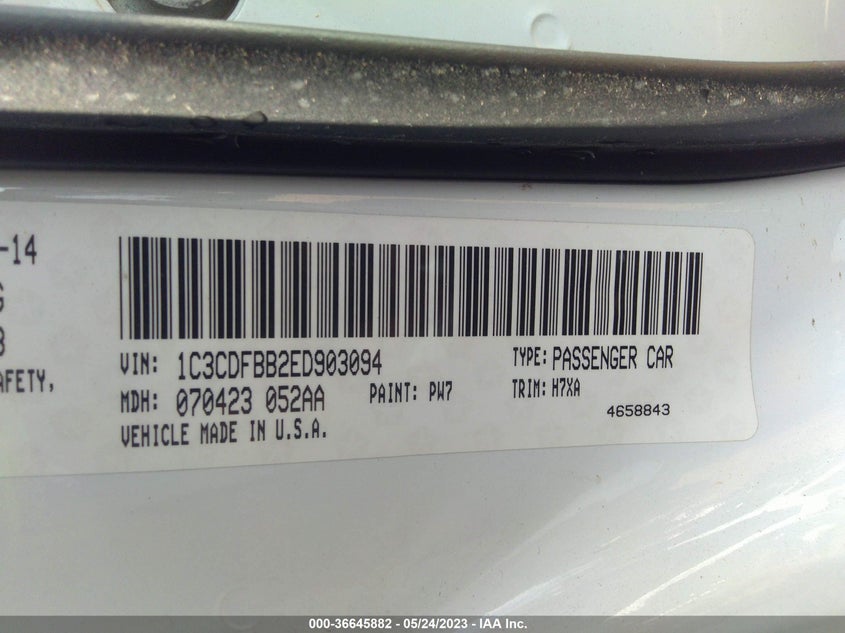 -14
G
8
AFETY,
VIN: 1C3CDFBB2ED903094 TYPE: PASSENGER CAR
MDH: 070423 052AA PAINT: PW7 TRIM: H7XA
VEHICLE MADE IN U.S.A. 4658843
000-36645882 - 05/24/2023 - IAA Inc.